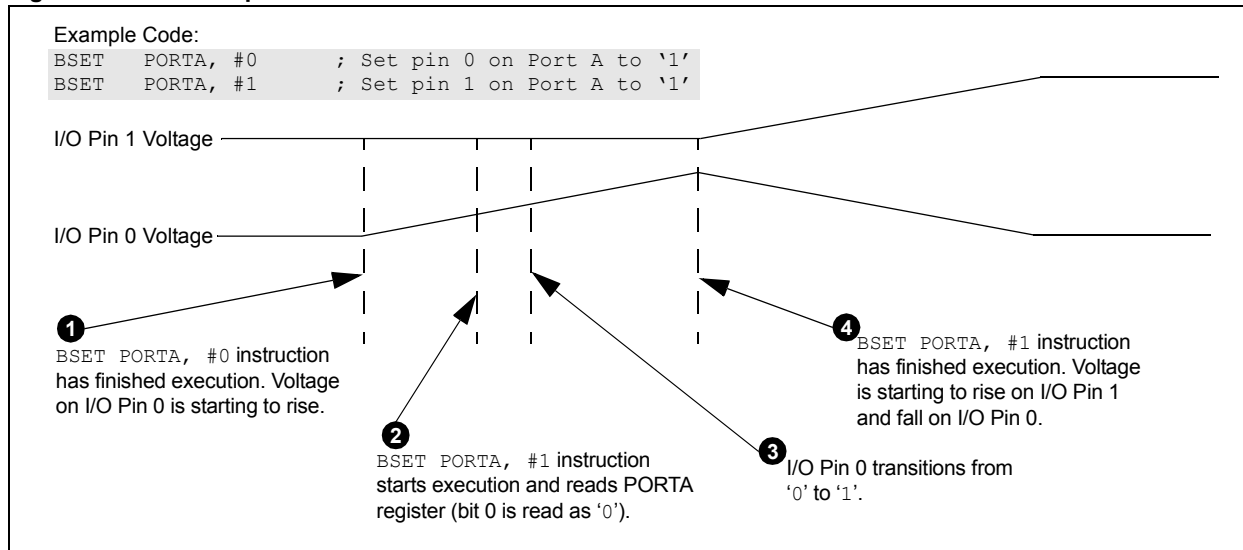 Example Code:
BSET PORTA, #0 ; Set pin 0 on Port A to ‘1’
BSET PORTA, #1 ; Set pin 1 on Port A to ‘1’
I/O Pin 1 Voltage
I/O Pin 0 Voltage
1
BSET PORTA, #0 instruction
has finished execution. Voltage
on I/O Pin 0 is starting to rise.
2
BSET PORTA, #1 instruction
starts execution and reads PORTA
register (bit 0 is read as ‘0’).
3
I/O Pin 0 transitions from
‘0’ to ‘1’.
4
BSET PORTA, #1 instruction
has finished execution. Voltage
is starting to rise on I/O Pin 1
and fall on I/O Pin 0.